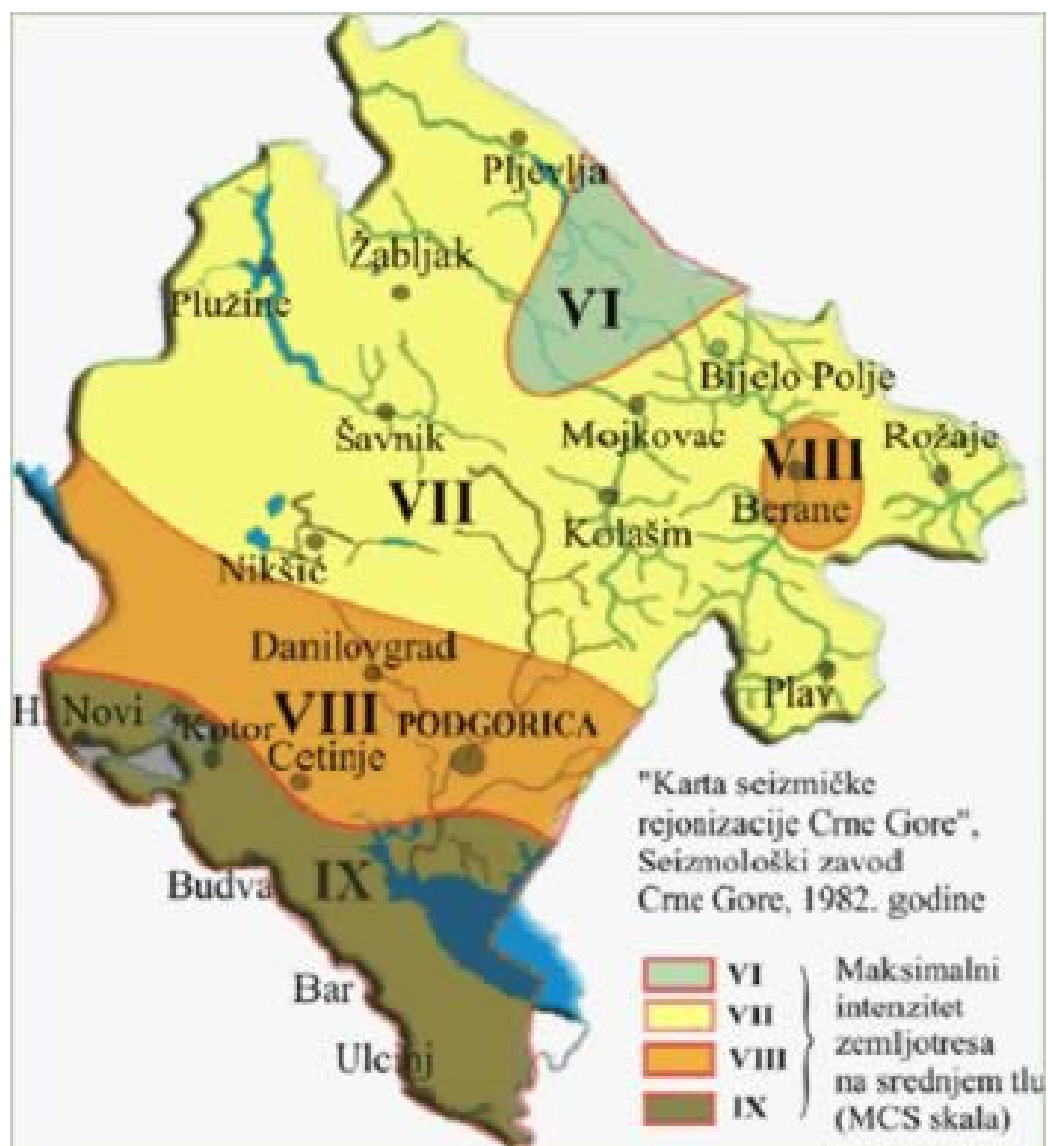 Pljevlja
Žabljak
Plužine
VI
Bijelo Polje
Šavnik
Mojkovac
VIII
Rožaje
VII
Berane
Kolašin
Nikšić
Danilovgrad
Plav
H. Novi
Kotor
VIII
PODGORICA
Cetinje
"Karta seizmičke
rejonizacije Crne Gore",
Seizmološki zavod
Crne Gore, 1982. godine
Budva
IX
Bar
Ulcinj
VI
VII
VIII
IX
Maksimalni
intenzitet
zemljotresa
na srednjem tlu
(MCS skala)